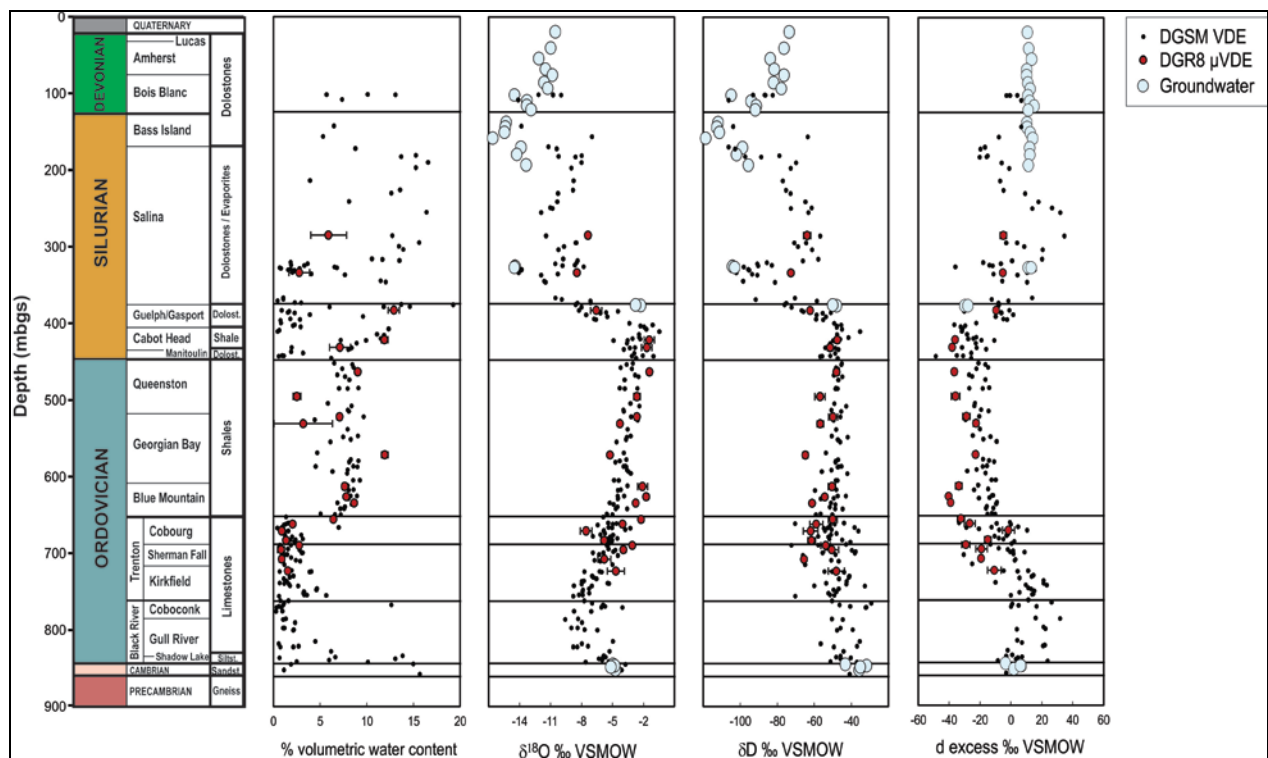 QUATERNARY
Lucas
Amherst
Bois Blanc
Bass Island
Salina
Guelph/Gasport
Cabot Head
Manitoulin
Queenston
Georgian Bay
Blue Mountain
Cobourg
Sherman Fall
Kirkfield
Coboconk
Gull River
Shadow Lake
CAMBRIAN
PRECAMBRIAN
DEVONIAN
SILURIAN
ORDOVICIAN
Trenton
Black River
Dolostones
Dolostones / Evaporites
Dolost.
Shale
Dolost.
Shales
Limestones
Siltst.
Sandst.
Gneiss
Depth (mbgs)
0
100
200
300
400
500
600
700
800
900
0 5 10 15 20
% volumetric water content
-14 -11 -8 -5 -2
δ¹⁸O ‰ VSMOW
-100 -80 -60 -40 -20
δD ‰ VSMOW
-60 -40 -20 0 20 40 60
d excess ‰ VSMOW
DGSM VDE
DGR8 µVDE
Groundwater